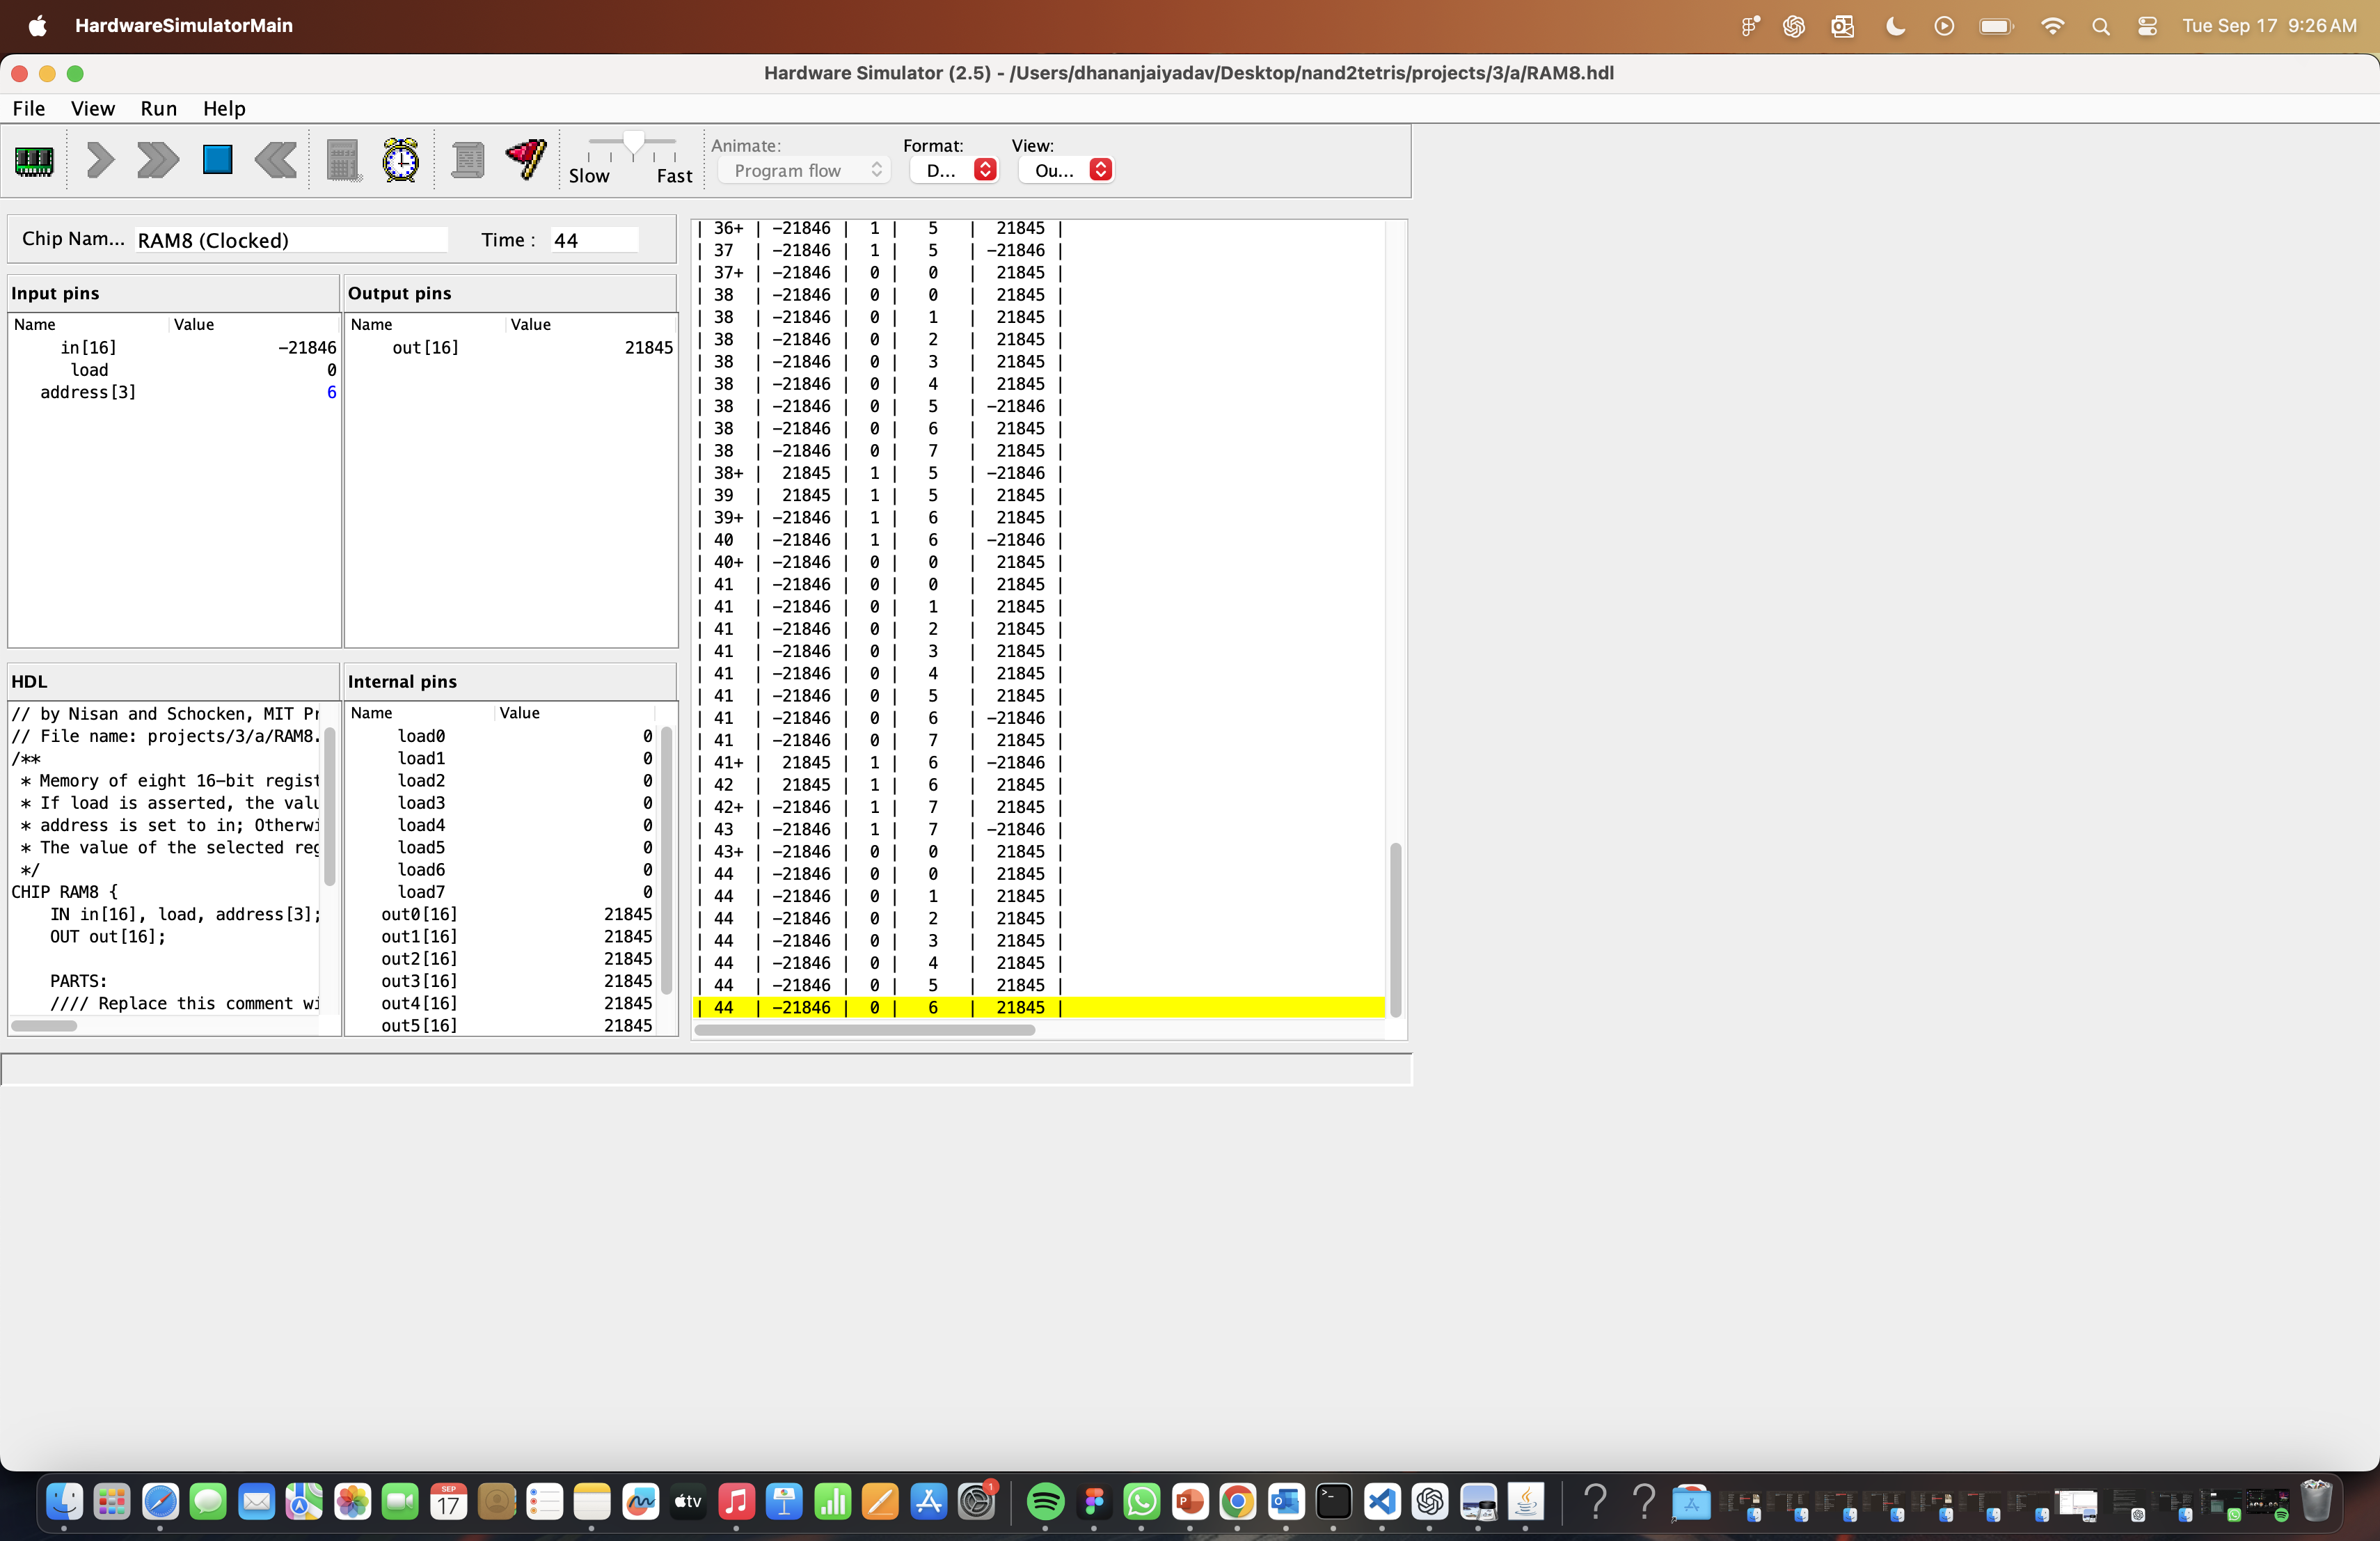 HardwareSimulatorMain
Tue Sep 17 9:26 AM
Hardware Simulator (2.5) - /Users/dhananjaiyadav/Desktop/nand2tetris/projects/3/a/RAM8.hdl
File View Run Help
Slow Fast
Animate:
Program flow
Format:
D...
View:
Ou...
Chip Nam... RAM8 (Clocked) Time : 44
Input pins
Name Value
in[16] -21846
load 0
address[3] 6
Output pins
Name Value
out[16] 21845
HDL
// by Nisan and Schocken, MIT Pr
// File name: projects/3/a/RAM8.
/**
* Memory of eight 16-bit regist
* If load is asserted, the valu
* address is set to in; Otherwi
* The value of the selected reg
*/
CHIP RAM8 {
IN in[16], load, address[3];
OUT out[16];
PARTS:
//// Replace this comment wi
Internal pins
Name Value
load0 0
load1 0
load2 0
load3 0
load4 0
load5 0
load6 0
load7 0
out0[16] 21845
out1[16] 21845
out2[16] 21845
out3[16] 21845
out4[16] 21845
out5[16] 21845
| 36+ | -21846 | 1 | 5 | 21845 |
| 37 | -21846 | 1 | 5 | -21846 |
| 37+ | -21846 | 0 | 0 | 21845 |
| 38 | -21846 | 0 | 0 | 21845 |
| 38 | -21846 | 0 | 1 | 21845 |
| 38 | -21846 | 0 | 2 | 21845 |
| 38 | -21846 | 0 | 3 | 21845 |
| 38 | -21846 | 0 | 4 | 21845 |
| 38 | -21846 | 0 | 5 | -21846 |
| 38 | -21846 | 0 | 6 | 21845 |
| 38 | -21846 | 0 | 7 | 21845 |
| 38+ | 21845 | 1 | 5 | -21846 |
| 39 | 21845 | 1 | 5 | 21845 |
| 39+ | -21846 | 1 | 6 | 21845 |
| 40 | -21846 | 1 | 6 | -21846 |
| 40+ | -21846 | 0 | 0 | 21845 |
| 41 | -21846 | 0 | 0 | 21845 |
| 41 | -21846 | 0 | 1 | 21845 |
| 41 | -21846 | 0 | 2 | 21845 |
| 41 | -21846 | 0 | 3 | 21845 |
| 41 | -21846 | 0 | 4 | 21845 |
| 41 | -21846 | 0 | 5 | 21845 |
| 41 | -21846 | 0 | 6 | -21846 |
| 41 | -21846 | 0 | 7 | 21845 |
| 41+ | 21845 | 1 | 6 | -21846 |
| 42 | 21845 | 1 | 6 | 21845 |
| 42+ | -21846 | 1 | 7 | 21845 |
| 43 | -21846 | 1 | 7 | -21846 |
| 43+ | -21846 | 0 | 0 | 21845 |
| 44 | -21846 | 0 | 0 | 21845 |
| 44 | -21846 | 0 | 1 | 21845 |
| 44 | -21846 | 0 | 2 | 21845 |
| 44 | -21846 | 0 | 3 | 21845 |
| 44 | -21846 | 0 | 4 | 21845 |
| 44 | -21846 | 0 | 5 | 21845 |
| 44 | -21846 | 0 | 6 | 21845 |
SEP
17
tv
1